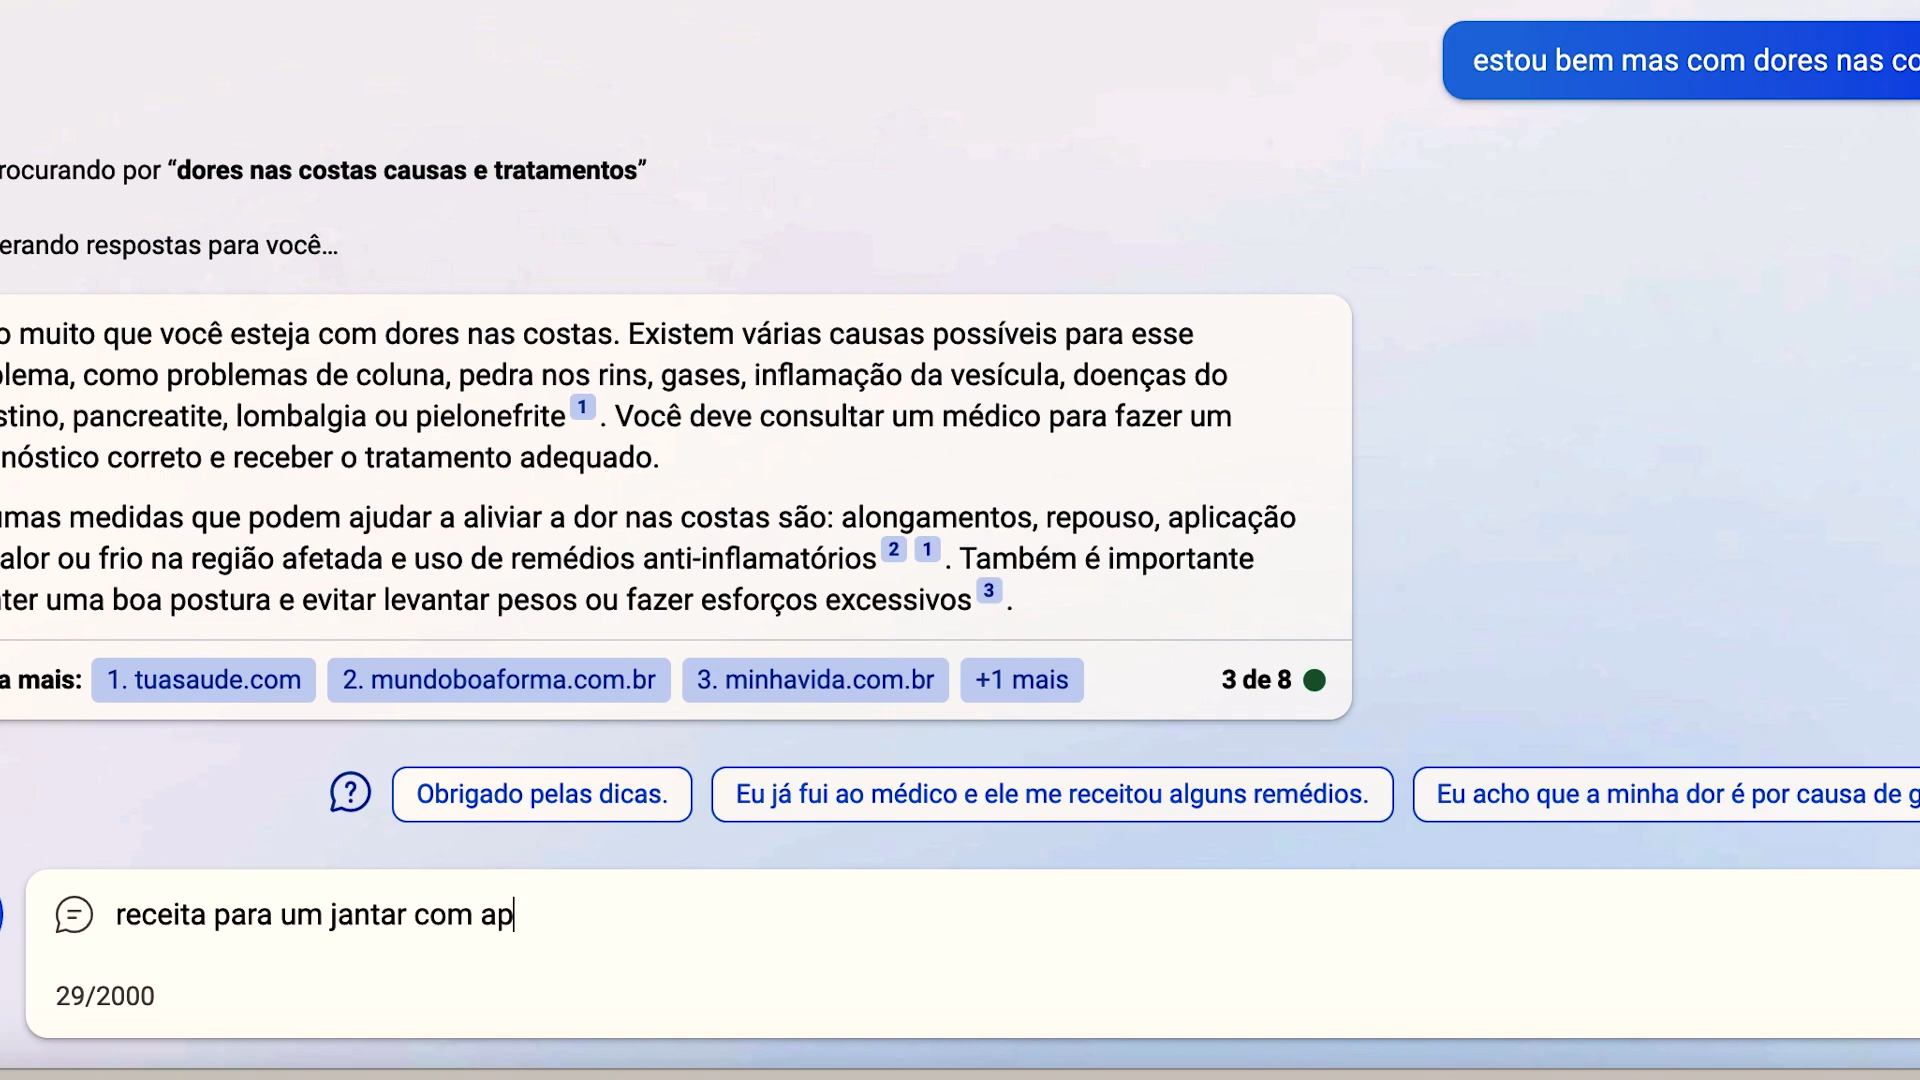 estou bem mas com dores nas
rocurando por “dores nas costas causas e tratamentos”
erando respostas para você...
o muito que você esteja com dores nas costas. Existem várias causas possíveis para esse
lema, como problemas de coluna, pedra nos rins, gases, inflamação da vesícula, doenças do
stino, pancreatite, lombalgia ou pielonefrite 1 . Você deve consultar um médico para fazer um
nóstico correto e receber o tratamento adequado.
mas medidas que podem ajudar a aliviar a dor nas costas são: alongamentos, repouso, aplicação
alor ou frio na região afetada e uso de remédios anti-inflamatórios 2 1 . Também é importante
ter uma boa postura e evitar levantar pesos ou fazer esforços excessivos 3 .
a mais: 1. tuasaude.com 2. mundoboaforma.com.br 3. minhavida.com.br +1 mais 3 de 8
Obrigado pelas dicas. Eu já fui ao médico e ele me receitou alguns remédios. Eu acho que a minha dor é por causa de g
receita para um jantar com ap
29/2000